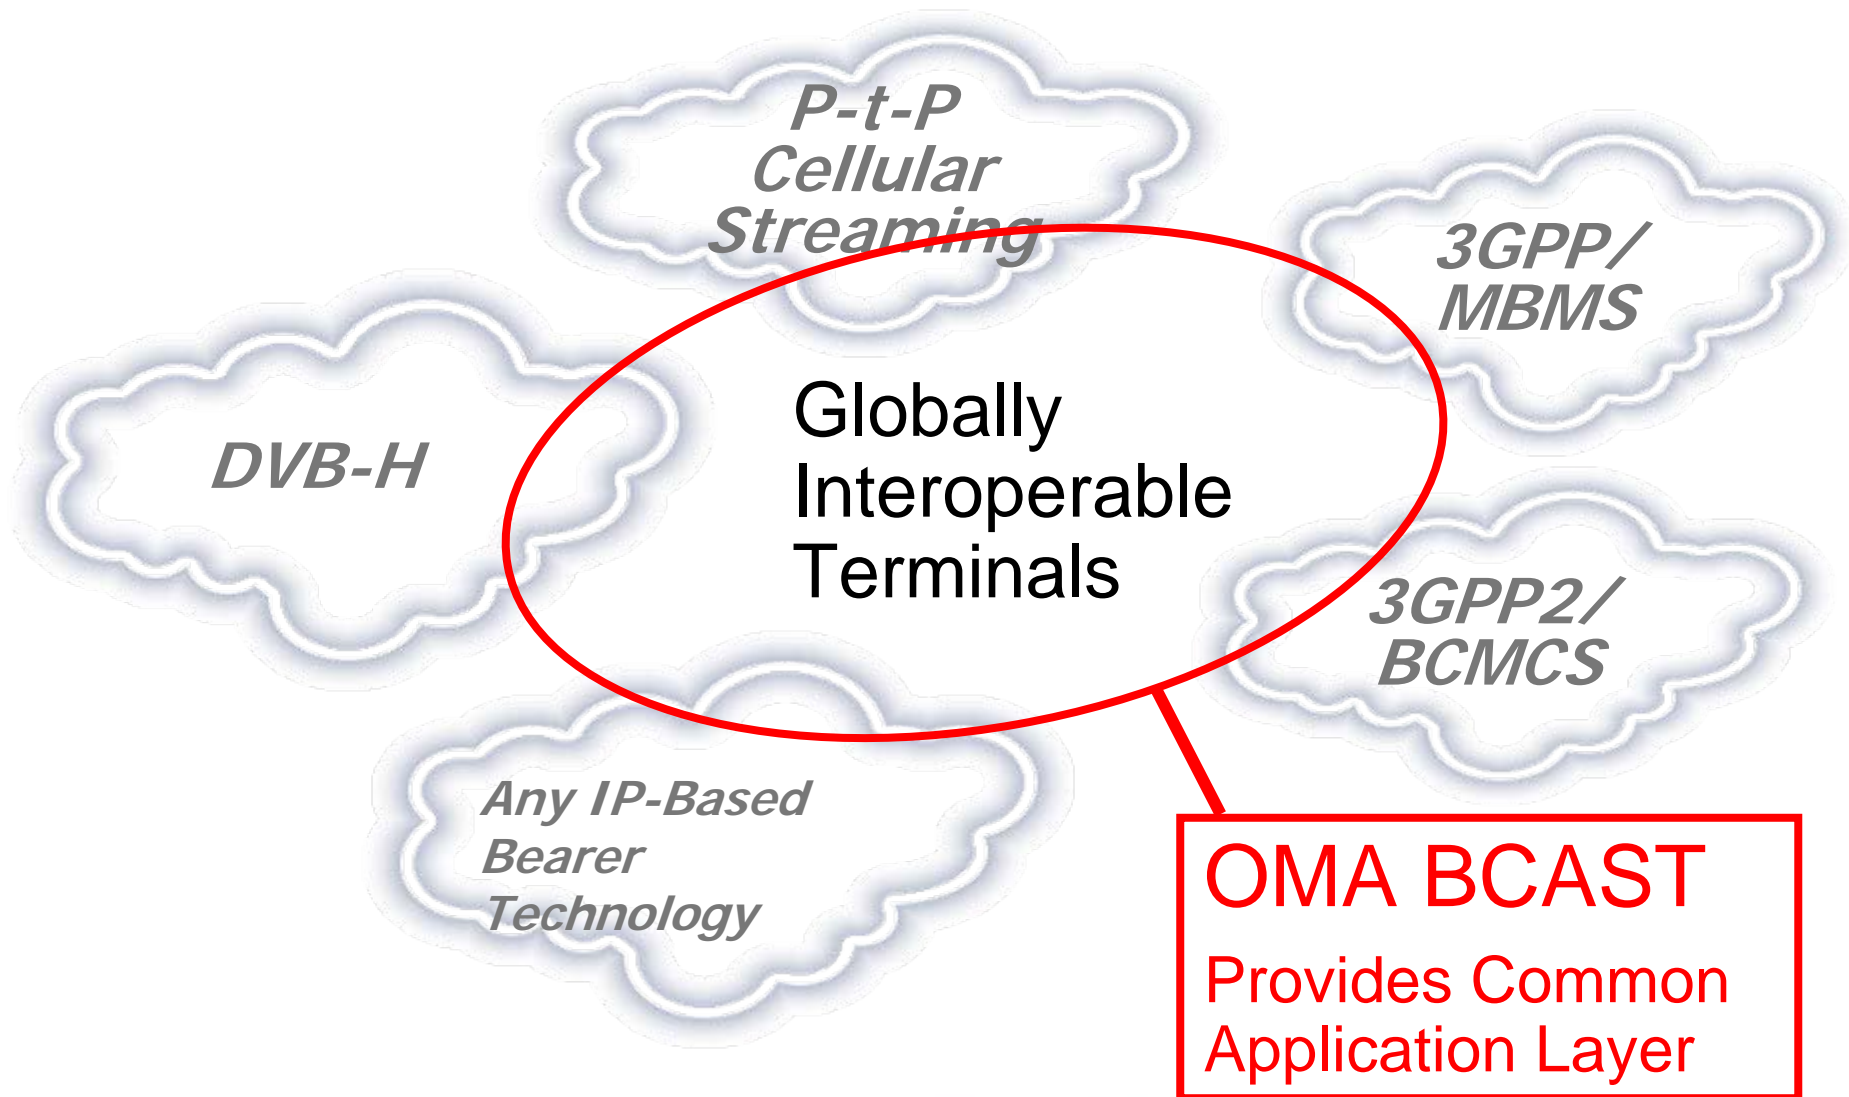 P-t-P
Cellular
Streaming
3GPP/
MBMS
DVB-H
Globally
Interoperable
Terminals
3GPP2/
BCMCS
Any IP-Based
Bearer
Technology
OMA BCAST
Provides Common
Application Layer